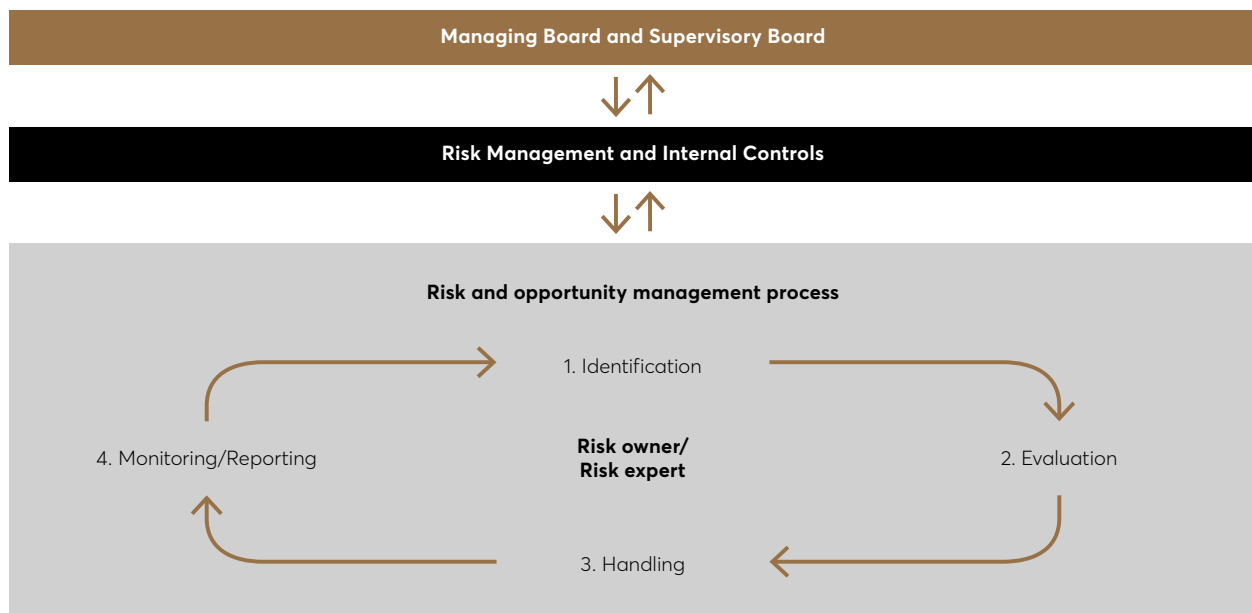 Managing Board and Supervisory Board
Risk Management and Internal Controls
Risk and opportunity management process
1. Identification
Risk owner/
Risk expert
4. Monitoring/Reporting
2. Evaluation
3. Handling